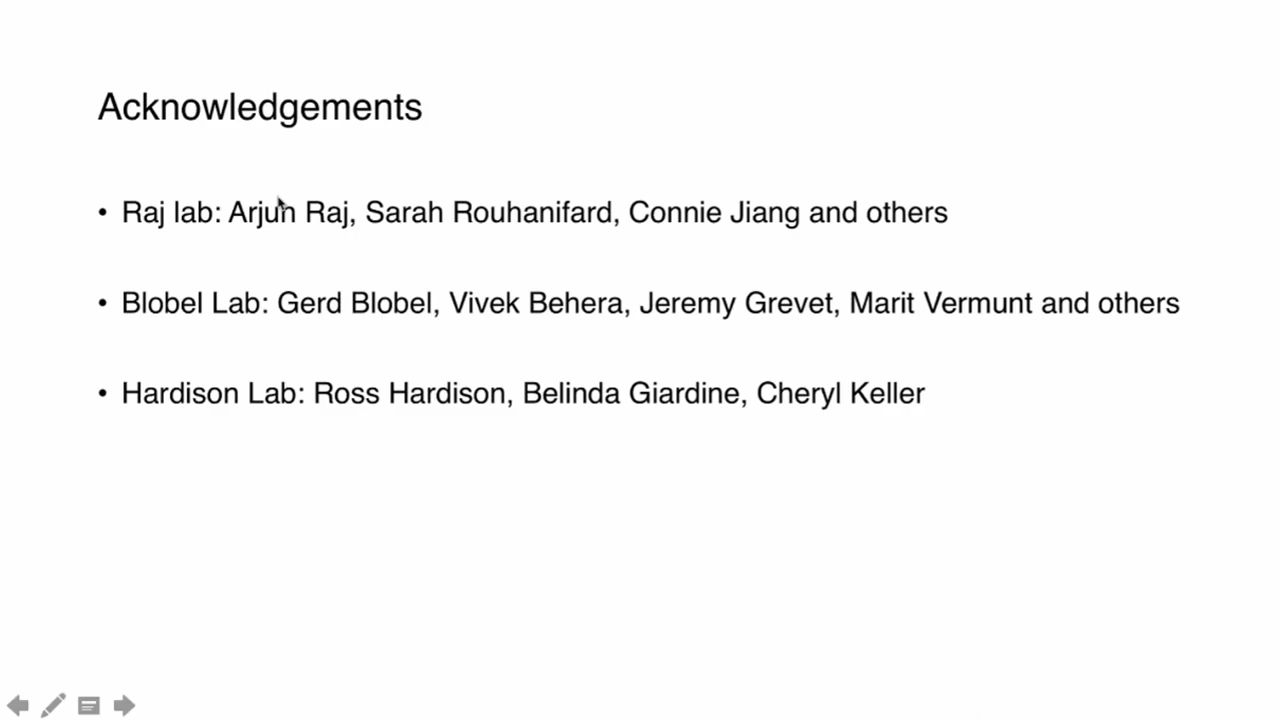 Acknowledgements
• Raj lab: Arjun Raj, Sarah Rouhanifard, Connie Jiang and others
• Blobel Lab: Gerd Blobel, Vivek Behera, Jeremy Grevet, Marit Vermunt and others
• Hardison Lab: Ross Hardison, Belinda Giardine, Cheryl Keller